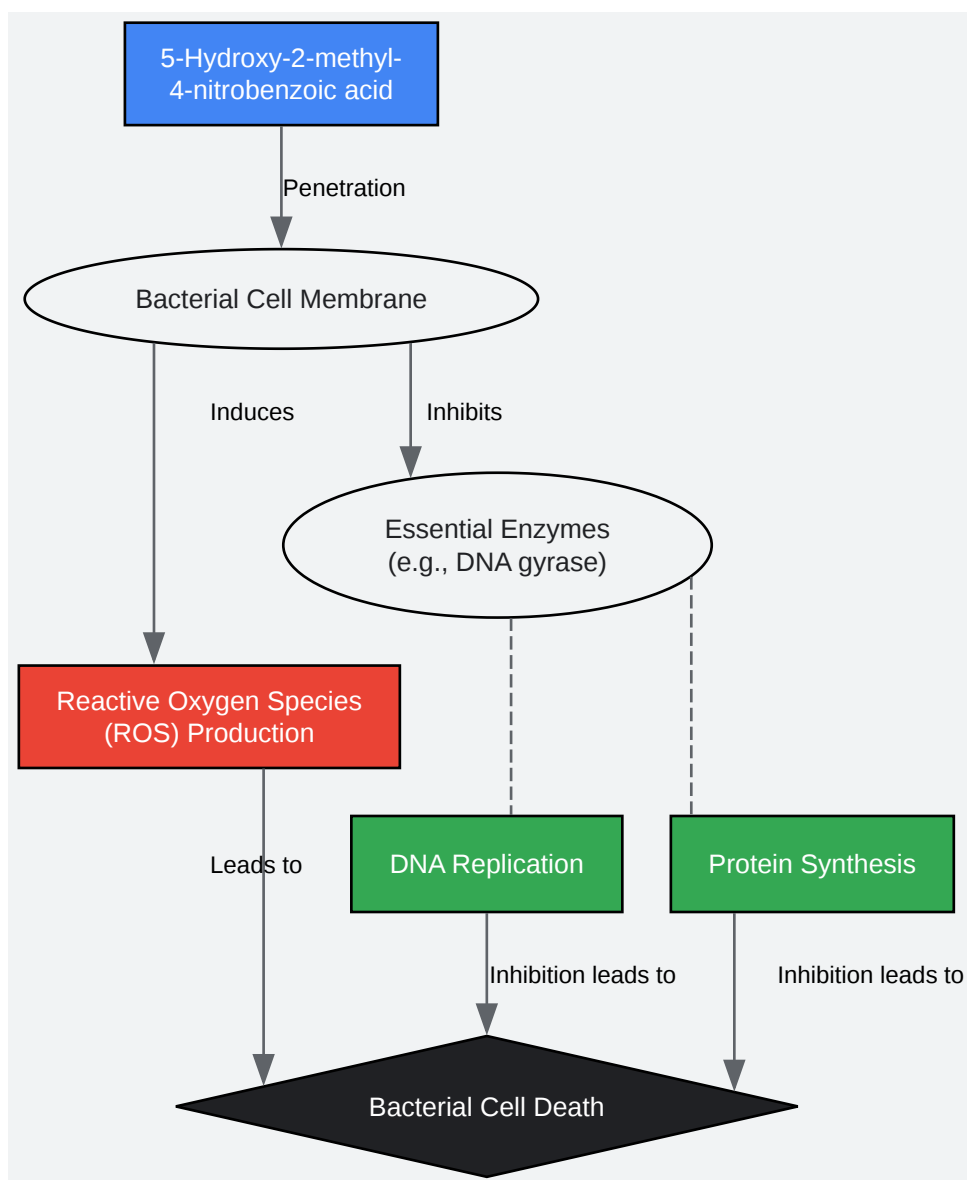 5-Hydroxy-2-methyl-
4-nitrobenzoic acid
Penetration
Bacterial Cell Membrane
Induces
Inhibits
Essential Enzymes
(e.g., DNA gyrase)
Reactive Oxygen Species
(ROS) Production
Leads to
DNA Replication
Protein Synthesis
Inhibition leads to
Inhibition leads to
Bacterial Cell Death